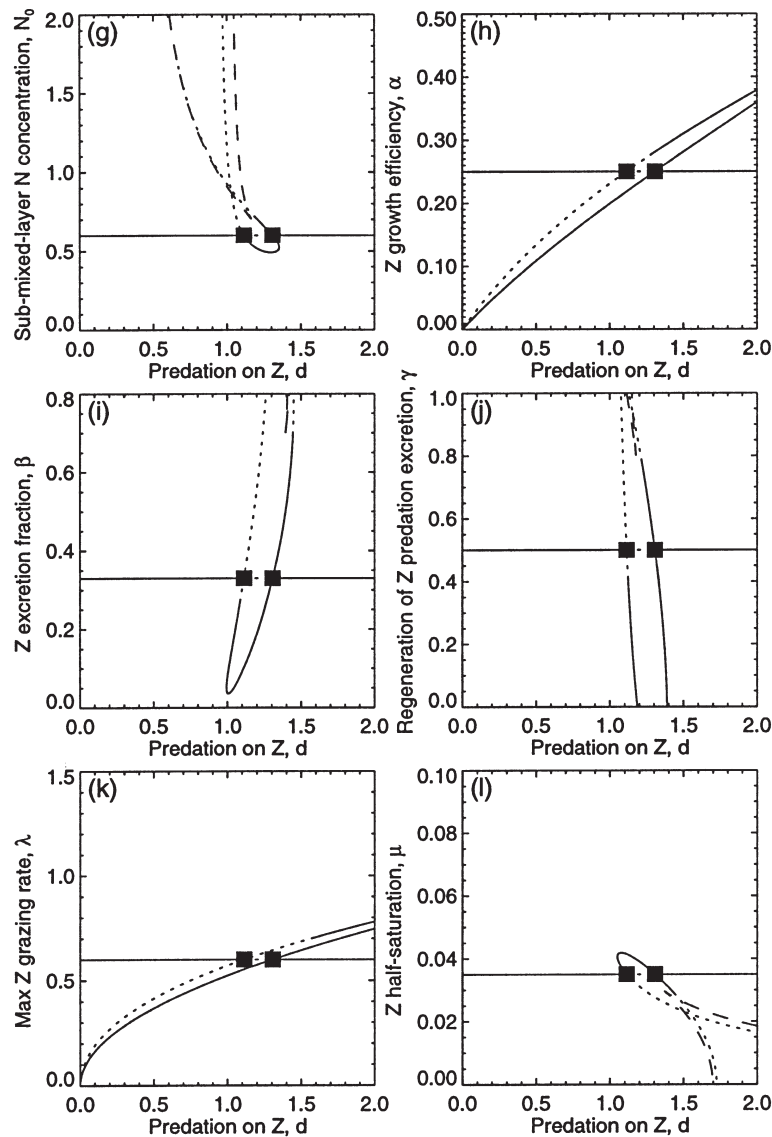 (g)
Sub-mixed-layer N concentration, N₀
2.0
1.5
1.0
0.5
0.0
0.0 0.5 1.0 1.5 2.0
Predation on Z, d
(h)
Z growth efficiency, α
0.50
0.40
0.30
0.20
0.10
0.00
0.0 0.5 1.0 1.5 2.0
Predation on Z, d
(i)
Z excretion fraction, β
0.8
0.6
0.4
0.2
0.0
0.0 0.5 1.0 1.5 2.0
Predation on Z, d
(j)
Regeneration of Z predation excretion, γ
1.0
0.8
0.6
0.4
0.2
0.0
0.0 0.5 1.0 1.5 2.0
Predation on Z, d
(k)
Max Z grazing rate, λ
1.5
1.0
0.5
0.0
0.0 0.5 1.0 1.5 2.0
Predation on Z, d
(l)
Z half-saturation, μ
0.10
0.08
0.06
0.04
0.02
0.00
0.0 0.5 1.0 1.5 2.0
Predation on Z, d